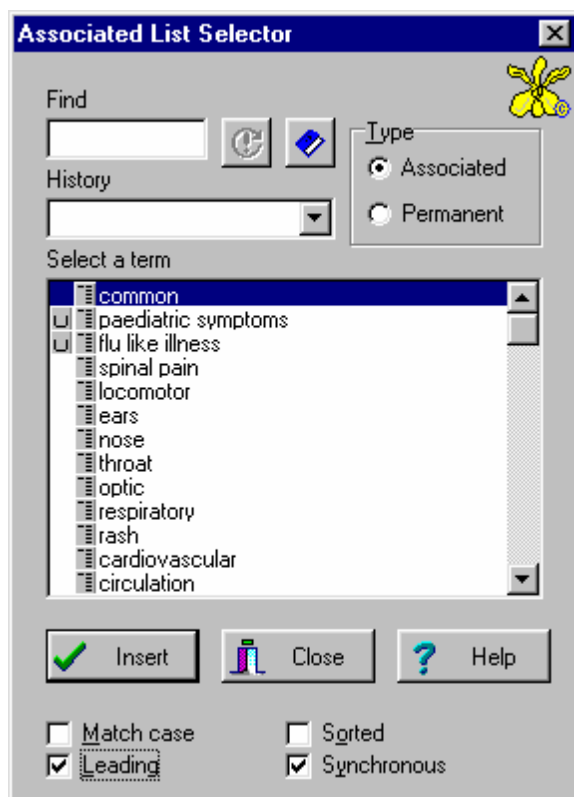 Associated List Selector
Find
Type
Associated
History
Permanent
Select a term
common
paediatric symptoms
flu like illness
spinal pain
locomotor
ears
nose
throat
optic
respiratory
rash
cardiovascular
circulation
Insert Close Help
Match case Sorted
Leading Synchronous